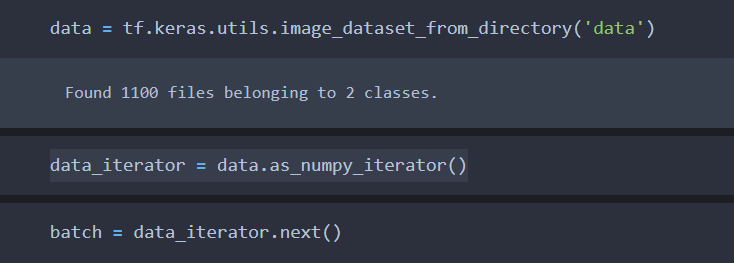 data = tf.keras.utils.image_dataset_from_directory('data')
Found 1100 files belonging to 2 classes.
data_iterator = data.as_numpy_iterator()
batch = data_iterator.next()